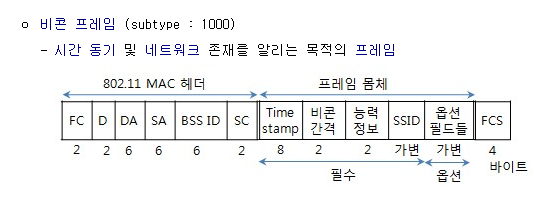 o 비콘 프레임 (subtype : 1000)
- 시간 동기 및 네트워크 존재를 알리는 목적의 프레임
802.11 MAC 헤더 프레임 몸체
FC D DA SA BSS ID SC Time stamp 비콘 간격 능력 정보 SSID 옵션 필드들 FCS
2 2 6 6 6 2 8 2 2 가변 가변 4
필수 옵션 바이트